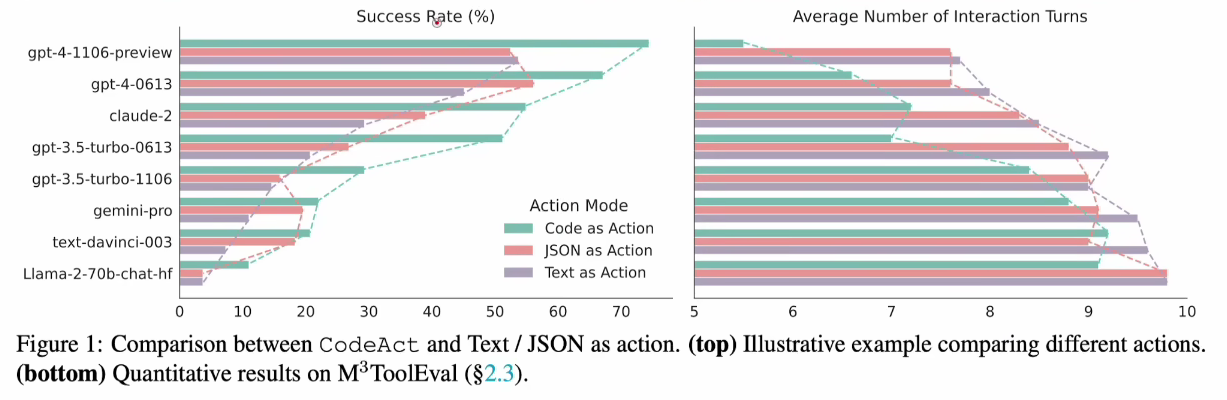 Success Rate (%)
gpt-4-1106-preview
gpt-4-0613
claude-2
gpt-3.5-turbo-0613
gpt-3.5-turbo-1106
gemini-pro
text-davinci-003
Llama-2-70b-chat-hf
0 10 20 30 40 50 60 70
Action Mode
Code as Action
JSON as Action
Text as Action
Average Number of Interaction Turns
5 6 7 8 9 10
Figure 1: Comparison between CodeAct and Text / JSON as action. (top) Illustrative example comparing different actions.
(bottom) Quantitative results on M³ToolEval (§2.3).